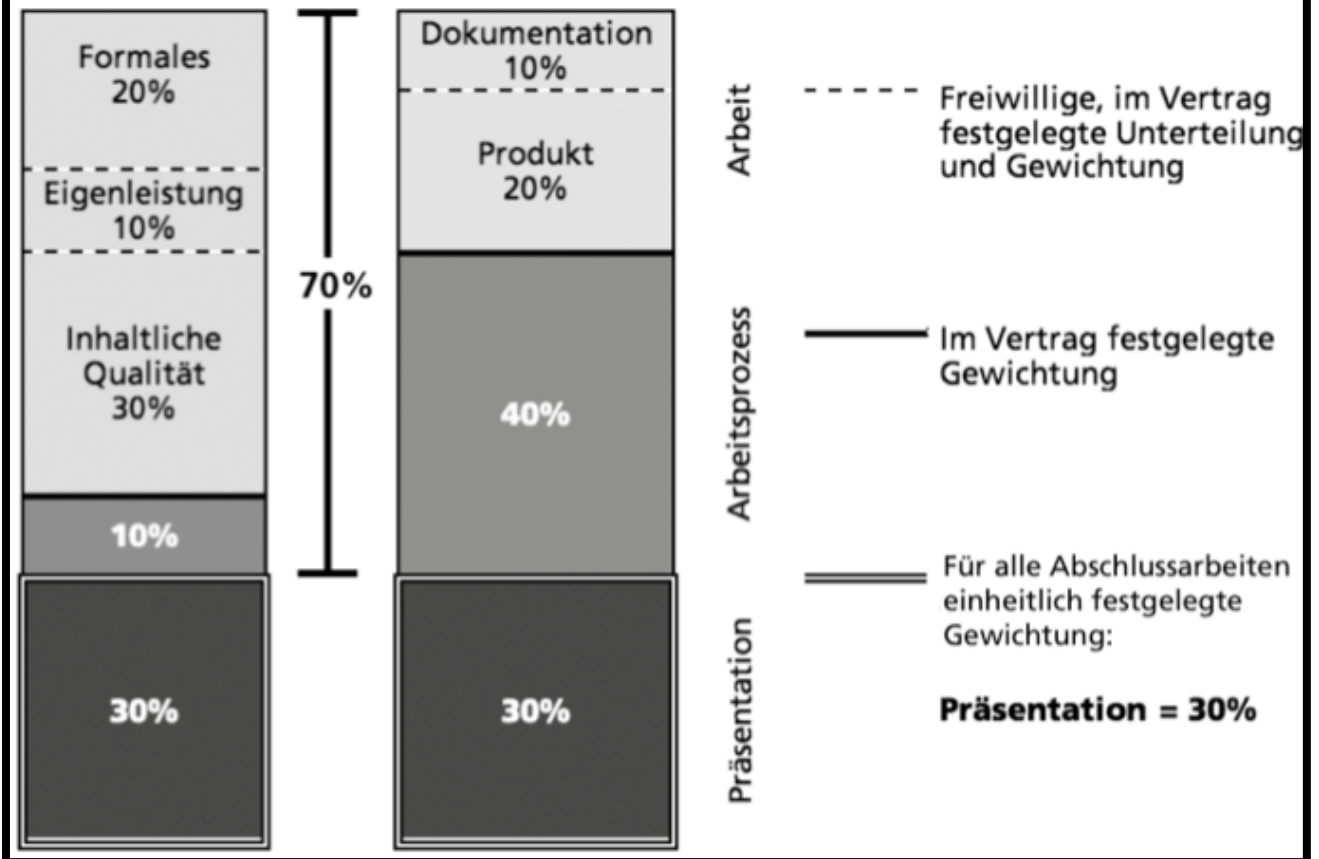 Formales
20%
Eigenleistung
10%
Inhaltliche
Qualität
30%
10%
30%
70%
Dokumentation
10%
Produkt
20%
40%
30%
Arbeit
Arbeitsprozess
Präsentation
Freiwillige, im Vertrag
festgelegte Unterteilung
und Gewichtung
Im Vertrag festgelegte
Gewichtung
Für alle Abschlussarbeiten
einheitlich festgelegte
Gewichtung:
Präsentation = 30%